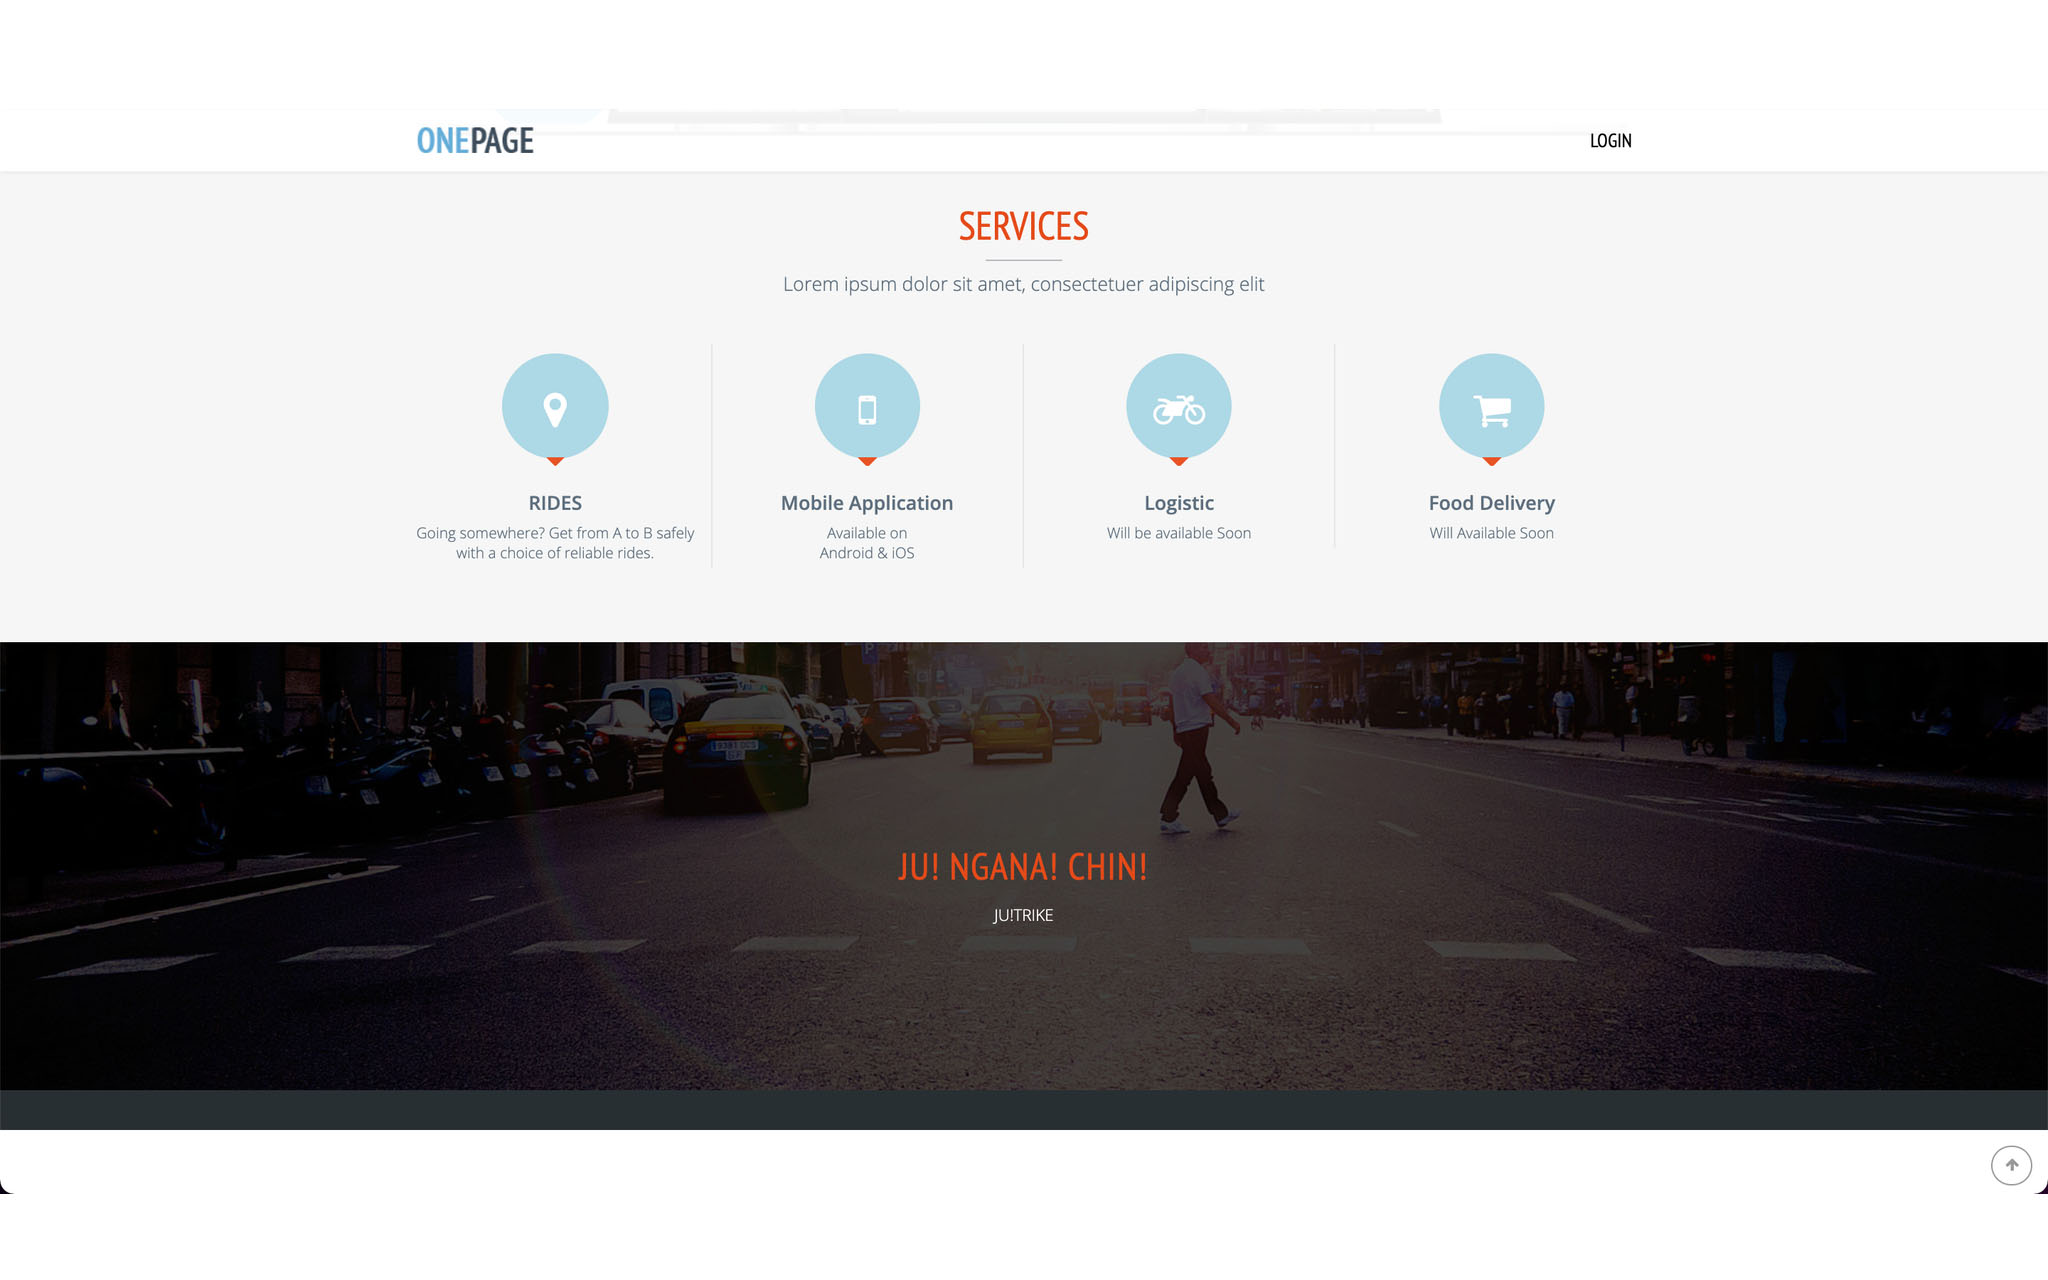 ONEPAGE
LOGIN
SERVICES
Lorem ipsum dolor sit amet, consectetuer adipiscing elit
RIDES
Going somewhere? Get from A to B safely
with a choice of reliable rides.
Mobile Application
Available on
Android & iOS
Logistic
Will be available Soon
Food Delivery
Will Available Soon
P
JU! NGANA! CHIN!
JU!TRIKE